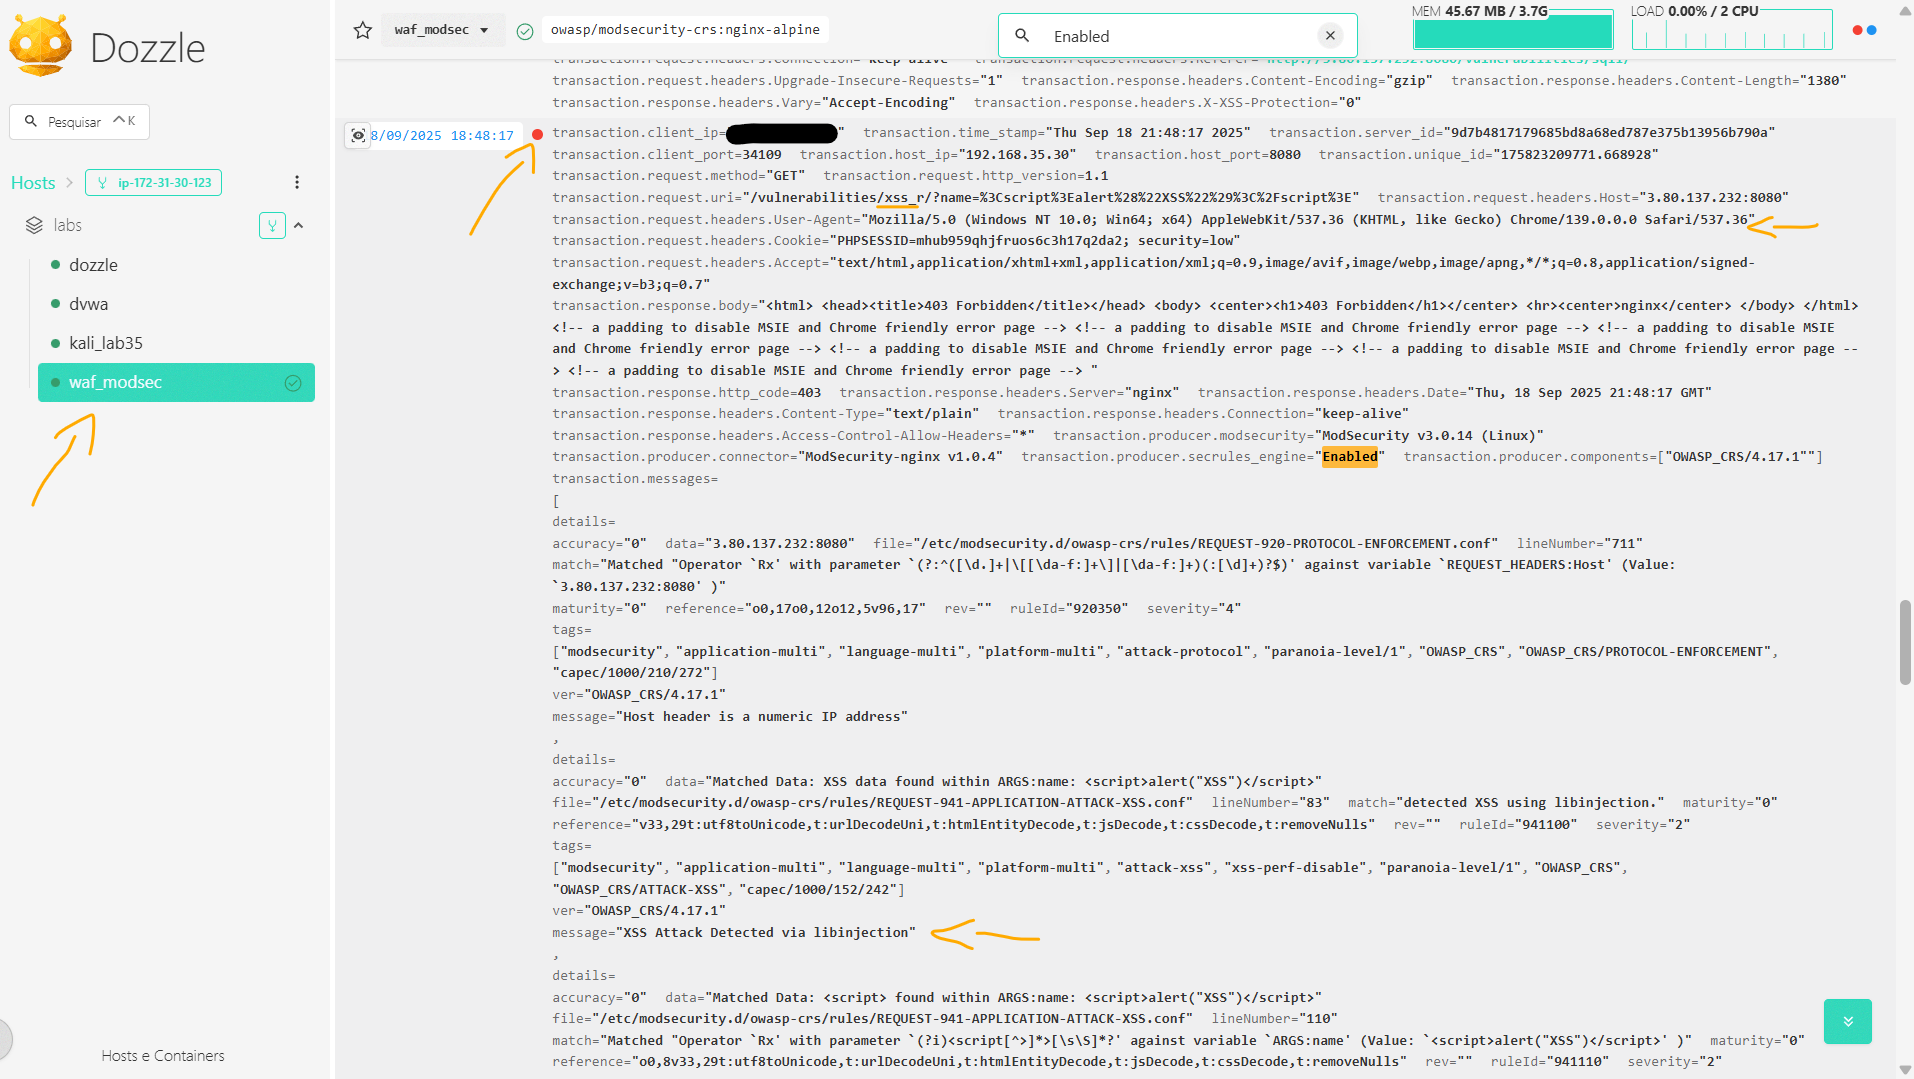 Dozzle
Pesquisar ^K
Hosts
ip-172-31-30-123
labs
dozzle
dvwa
kali_lab35
waf_modsec
Hosts e Containers
waf_modsec
owasp/modsecurity-crs:nginx-alpine
Enabled
MEM 45.67 MB / 3.7G
LOAD 0.00% / 2 CPU
transaction.request.headers.Upgrade-Insecure-Requests="1" transaction.response.headers.Content-Encoding="gzip" transaction.response.headers.Content-Length="1380"
transaction.response.headers.Vary="Accept-Encoding" transaction.response.headers.X-XSS-Protection="0"
8/09/2025 18:48:17
transaction.client_ip= " transaction.time_stamp="Thu Sep 18 21:48:17 2025" transaction.server_id="9d7b4817179685bd8a68ed787e375b13956b790a"
transaction.client_port=34109 transaction.host_ip="192.168.35.30" transaction.host_port=8080 transaction.unique_id="175823209771.668928"
transaction.request.method="GET" transaction.request.http_version=1.1
transaction.request.uri="/vulnerabilities/xss_r/?name=%3Cscript%3Ealert%28%22XSS%22%29%3C%2Fscript%3E" transaction.request.headers.Host="3.80.137.232:8080"
transaction.request.headers.User-Agent="Mozilla/5.0 (Windows NT 10.0; Win64; x64) AppleWebKit/537.36 (KHTML, like Gecko) Chrome/139.0.0.0 Safari/537.36"
transaction.request.headers.Cookie="PHPSESSID=mhub959qhjfruos6c3h17q2da2; security=low"
transaction.request.headers.Accept="text/html,application/xhtml+xml,application/xml;q=0.9,image/avif,image/webp,image/apng,*/*;q=0.8,application/signed-
exchange;v=b3;q=0.7"
transaction.response.body="<html> <head><title>403 Forbidden</title></head> <body> <center><h1>403 Forbidden</h1></center> <hr><center>nginx</center> </body> </html>
<!-- a padding to disable MSIE and Chrome friendly error page --> <!-- a padding to disable MSIE and Chrome friendly error page --> <!-- a padding to disable MSIE
and Chrome friendly error page --> <!-- a padding to disable MSIE and Chrome friendly error page --> <!-- a padding to disable MSIE and Chrome friendly error page --
> <!-- a padding to disable MSIE and Chrome friendly error page --> "
transaction.response.http_code=403 transaction.response.headers.Server="nginx" transaction.response.headers.Date="Thu, 18 Sep 2025 21:48:17 GMT"
transaction.response.headers.Content-Type="text/plain" transaction.response.headers.Connection="keep-alive"
transaction.response.headers.Access-Control-Allow-Headers="*" transaction.producer.modsecurity="ModSecurity v3.0.14 (Linux)"
transaction.producer.connector="ModSecurity-nginx v1.0.4" transaction.producer.secrules_engine="Enabled" transaction.producer.components=["OWASP_CRS/4.17.1""]
transaction.messages=
[
details=
accuracy="0" data="3.80.137.232:8080" file="/etc/modsecurity.d/owasp-crs/rules/REQUEST-920-PROTOCOL-ENFORCEMENT.conf" lineNumber="711"
match="Matched "Operator `Rx' with parameter `(?:^([\d.]+|\[[\da-f:]+\]|[\da-f:]+)(:[\d]+)?$)' against variable `REQUEST_HEADERS:Host' (Value:
`3.80.137.232:8080' )"
maturity="0" reference="o0,17o0,12o12,5v96,17" rev="" ruleId="920350" severity="4"
tags=
["modsecurity", "application-multi", "language-multi", "platform-multi", "attack-protocol", "paranoia-level/1", "OWASP_CRS", "OWASP_CRS/PROTOCOL-ENFORCEMENT",
"capec/1000/210/272"]
ver="OWASP_CRS/4.17.1"
message="Host header is a numeric IP address"
,
details=
accuracy="0" data="Matched Data: XSS data found within ARGS:name: <script>alert("XSS")</script>"
file="/etc/modsecurity.d/owasp-crs/rules/REQUEST-941-APPLICATION-ATTACK-XSS.conf" lineNumber="83" match="detected XSS using libinjection." maturity="0"
reference="v33,29t:utf8toUnicode,t:urlDecodeUni,t:htmlEntityDecode,t:jsDecode,t:cssDecode,t:removeNulls" rev="" ruleId="941100" severity="2"
tags=
["modsecurity", "application-multi", "language-multi", "platform-multi", "attack-xss", "xss-perf-disable", "paranoia-level/1", "OWASP_CRS",
"OWASP_CRS/ATTACK-XSS", "capec/1000/152/242"]
ver="OWASP_CRS/4.17.1"
message="XSS Attack Detected via libinjection"
,
details=
accuracy="0" data="Matched Data: <script> found within ARGS:name: <script>alert("XSS")</script>"
file="/etc/modsecurity.d/owasp-crs/rules/REQUEST-941-APPLICATION-ATTACK-XSS.conf" lineNumber="110"
match="Matched "Operator `Rx' with parameter `(?i)<script[^>]*>[\s\S]*?' against variable `ARGS:name' (Value: `<script>alert("XSS")</script>' )" maturity="0"
reference="o0,8v33,29t:utf8toUnicode,t:urlDecodeUni,t:htmlEntityDecode,t:jsDecode,t:cssDecode,t:removeNulls" rev="" ruleId="941110" severity="2"